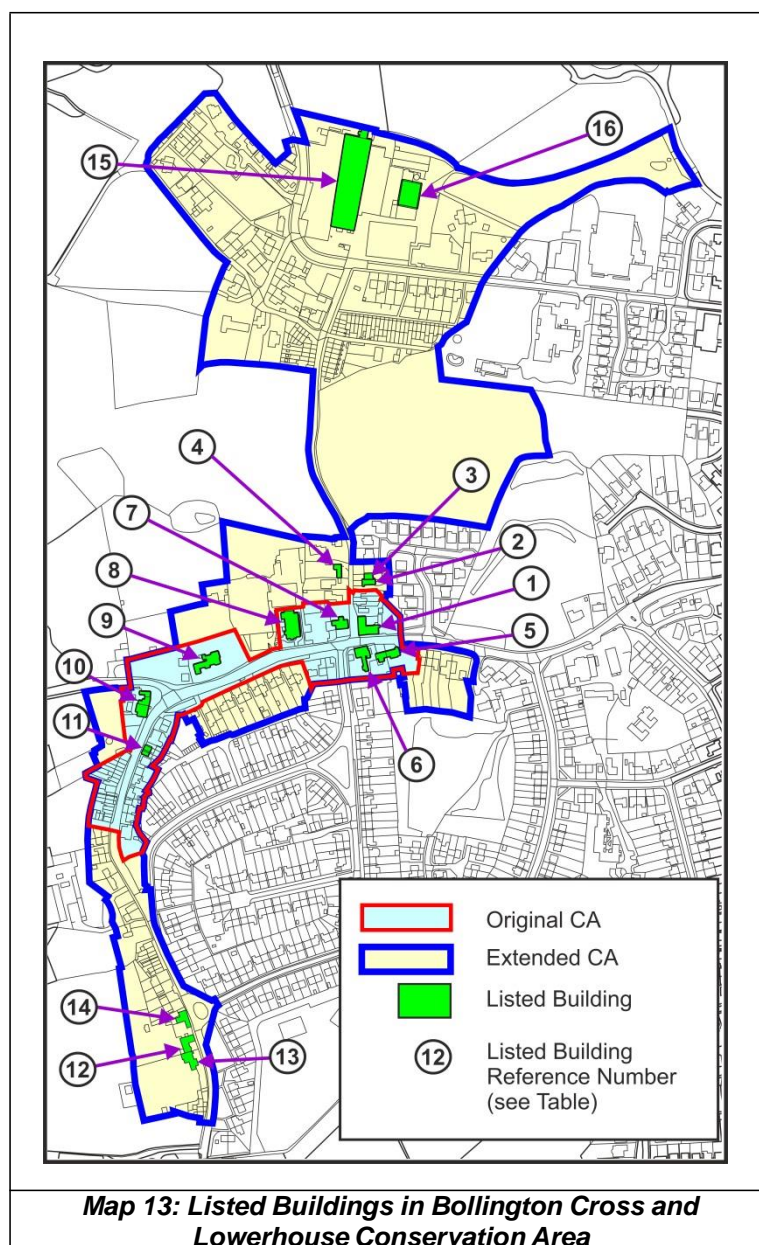 16
15
4
3
7
2
8
1
9
5
10
11
6
14
12
13
Original CA
Extended CA
Listed Building
12
Listed Building
Reference Number
(see Table)
Map 13: Listed Buildings in Bollington Cross and
Lowerhouse Conservation Area